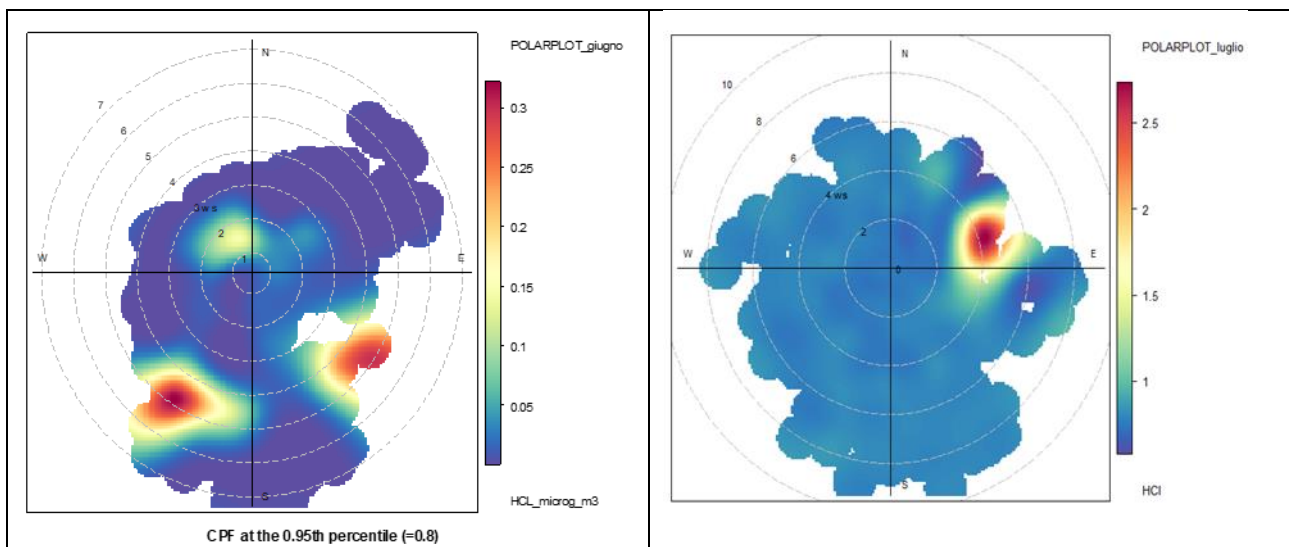 POLARPLOT_giugno
N
7
6
5
4
3 ws
2
1
W
E
S
0.3
0.25
0.2
0.15
0.1
0.05
HCL_microg_m3
CPF at the 0.95th percentile (=0.8)
POLARPLOT_luglio
N
10
8
6
4 ws
2
0
W
E
S
2.5
2
1.5
1
HCl